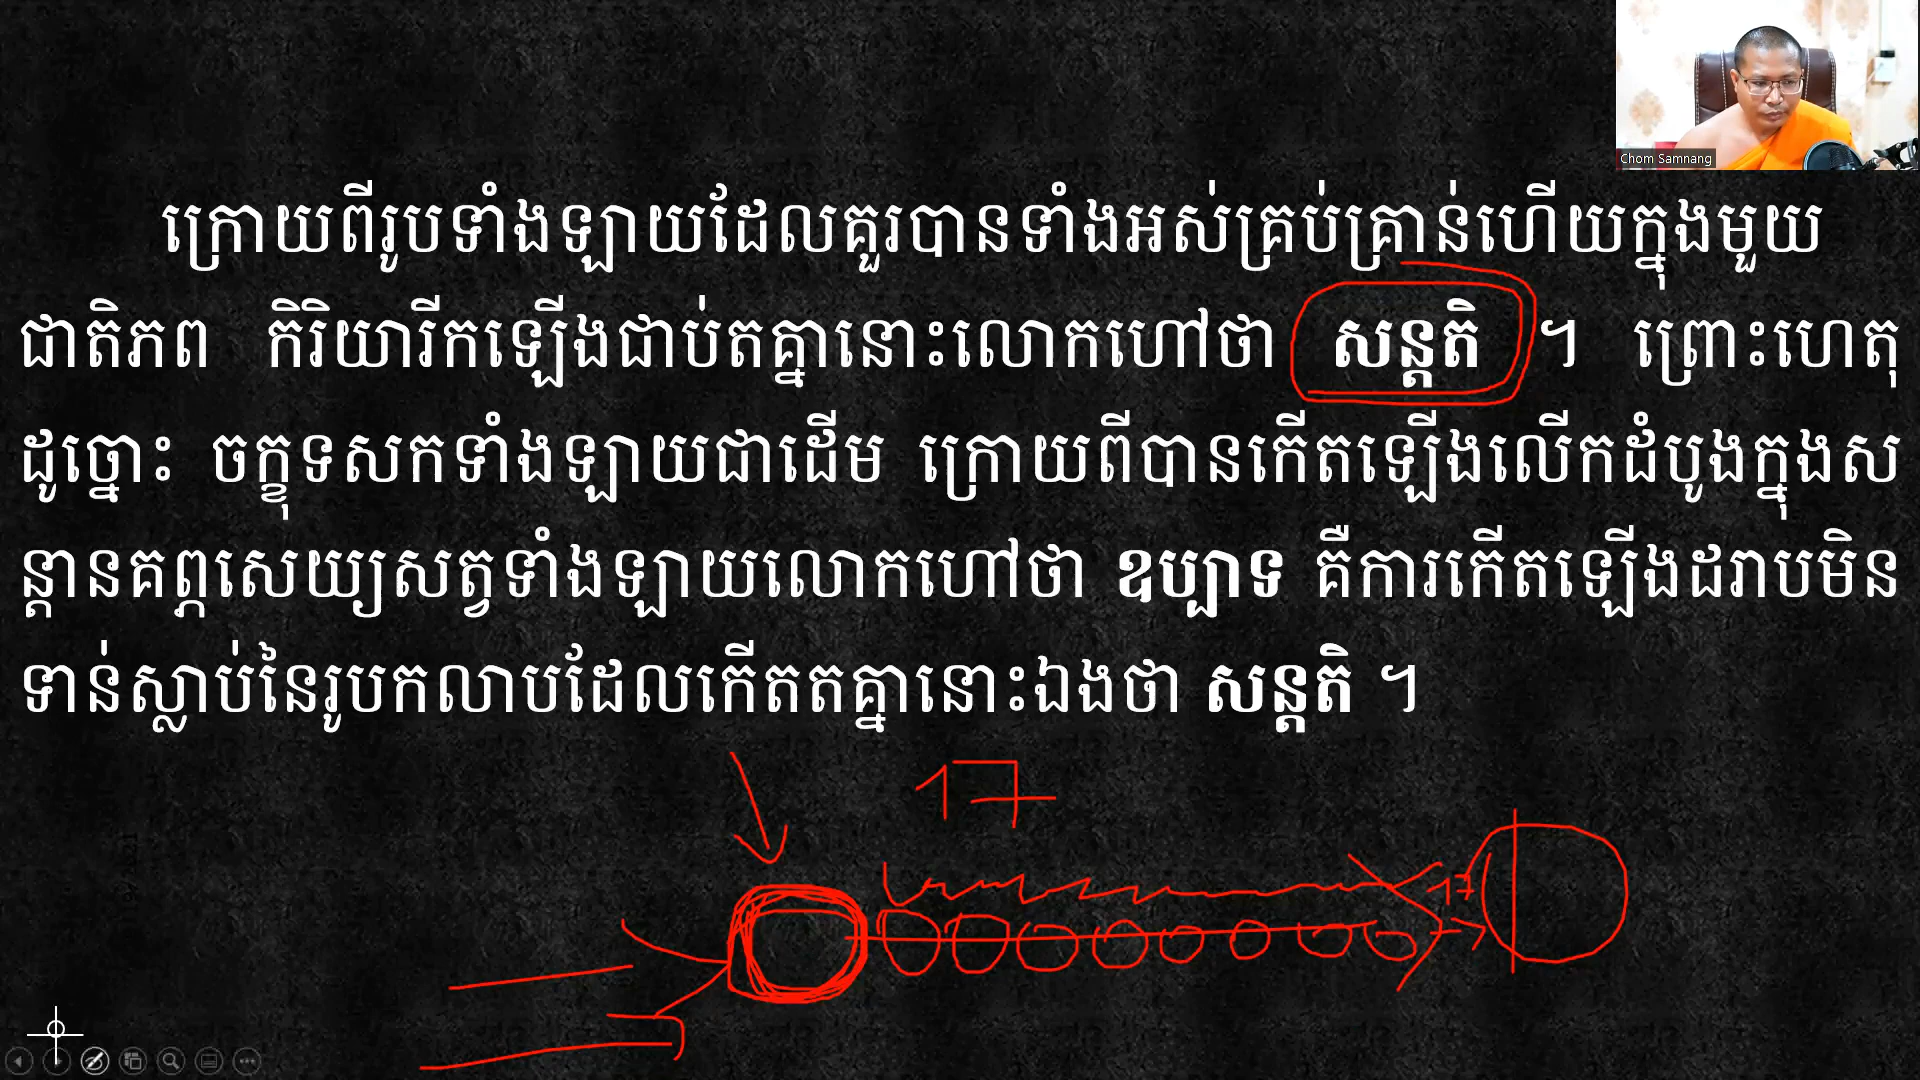 Chom Samnang
ក្រោយពីរូបទាំងឡាយដែលគួរបានទាំងអស់គ្រប់គ្រាន់ហើយក្នុងមួយ
ជាតិភព កិរិយារីកឡើងជាប់តគ្នានោះលោកហៅថា សន្តតិ ។ ព្រោះហេតុ
ដូច្នោះ ចក្ខុទសកទាំងឡាយជាដើម ក្រោយពីបានកើតឡើងលើកដំបូងក្នុងស
ន្តានគព្ភសេយ្យសត្វទាំងឡាយលោកហៅថា ឧប្បាទ គឺការកើតឡើងដរាបមិន
ទាន់ស្លាប់នៃរូបកលាបដែលកើតតគ្នានោះឯងថា សន្តតិ ។
17
17